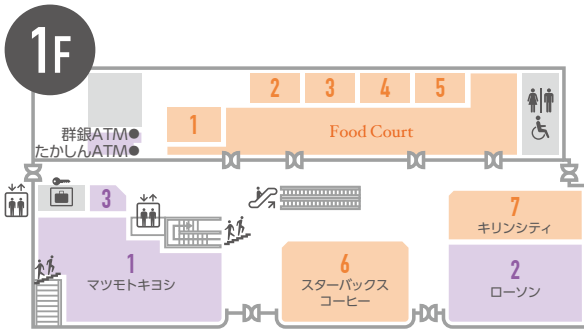 1F
2
3
4
5
1
Food Court
群銀ATM
たかしんATM
3
7
キリンシティ
1
マツモトキヨシ
6
スターバックス
コーヒー
2
ローソン